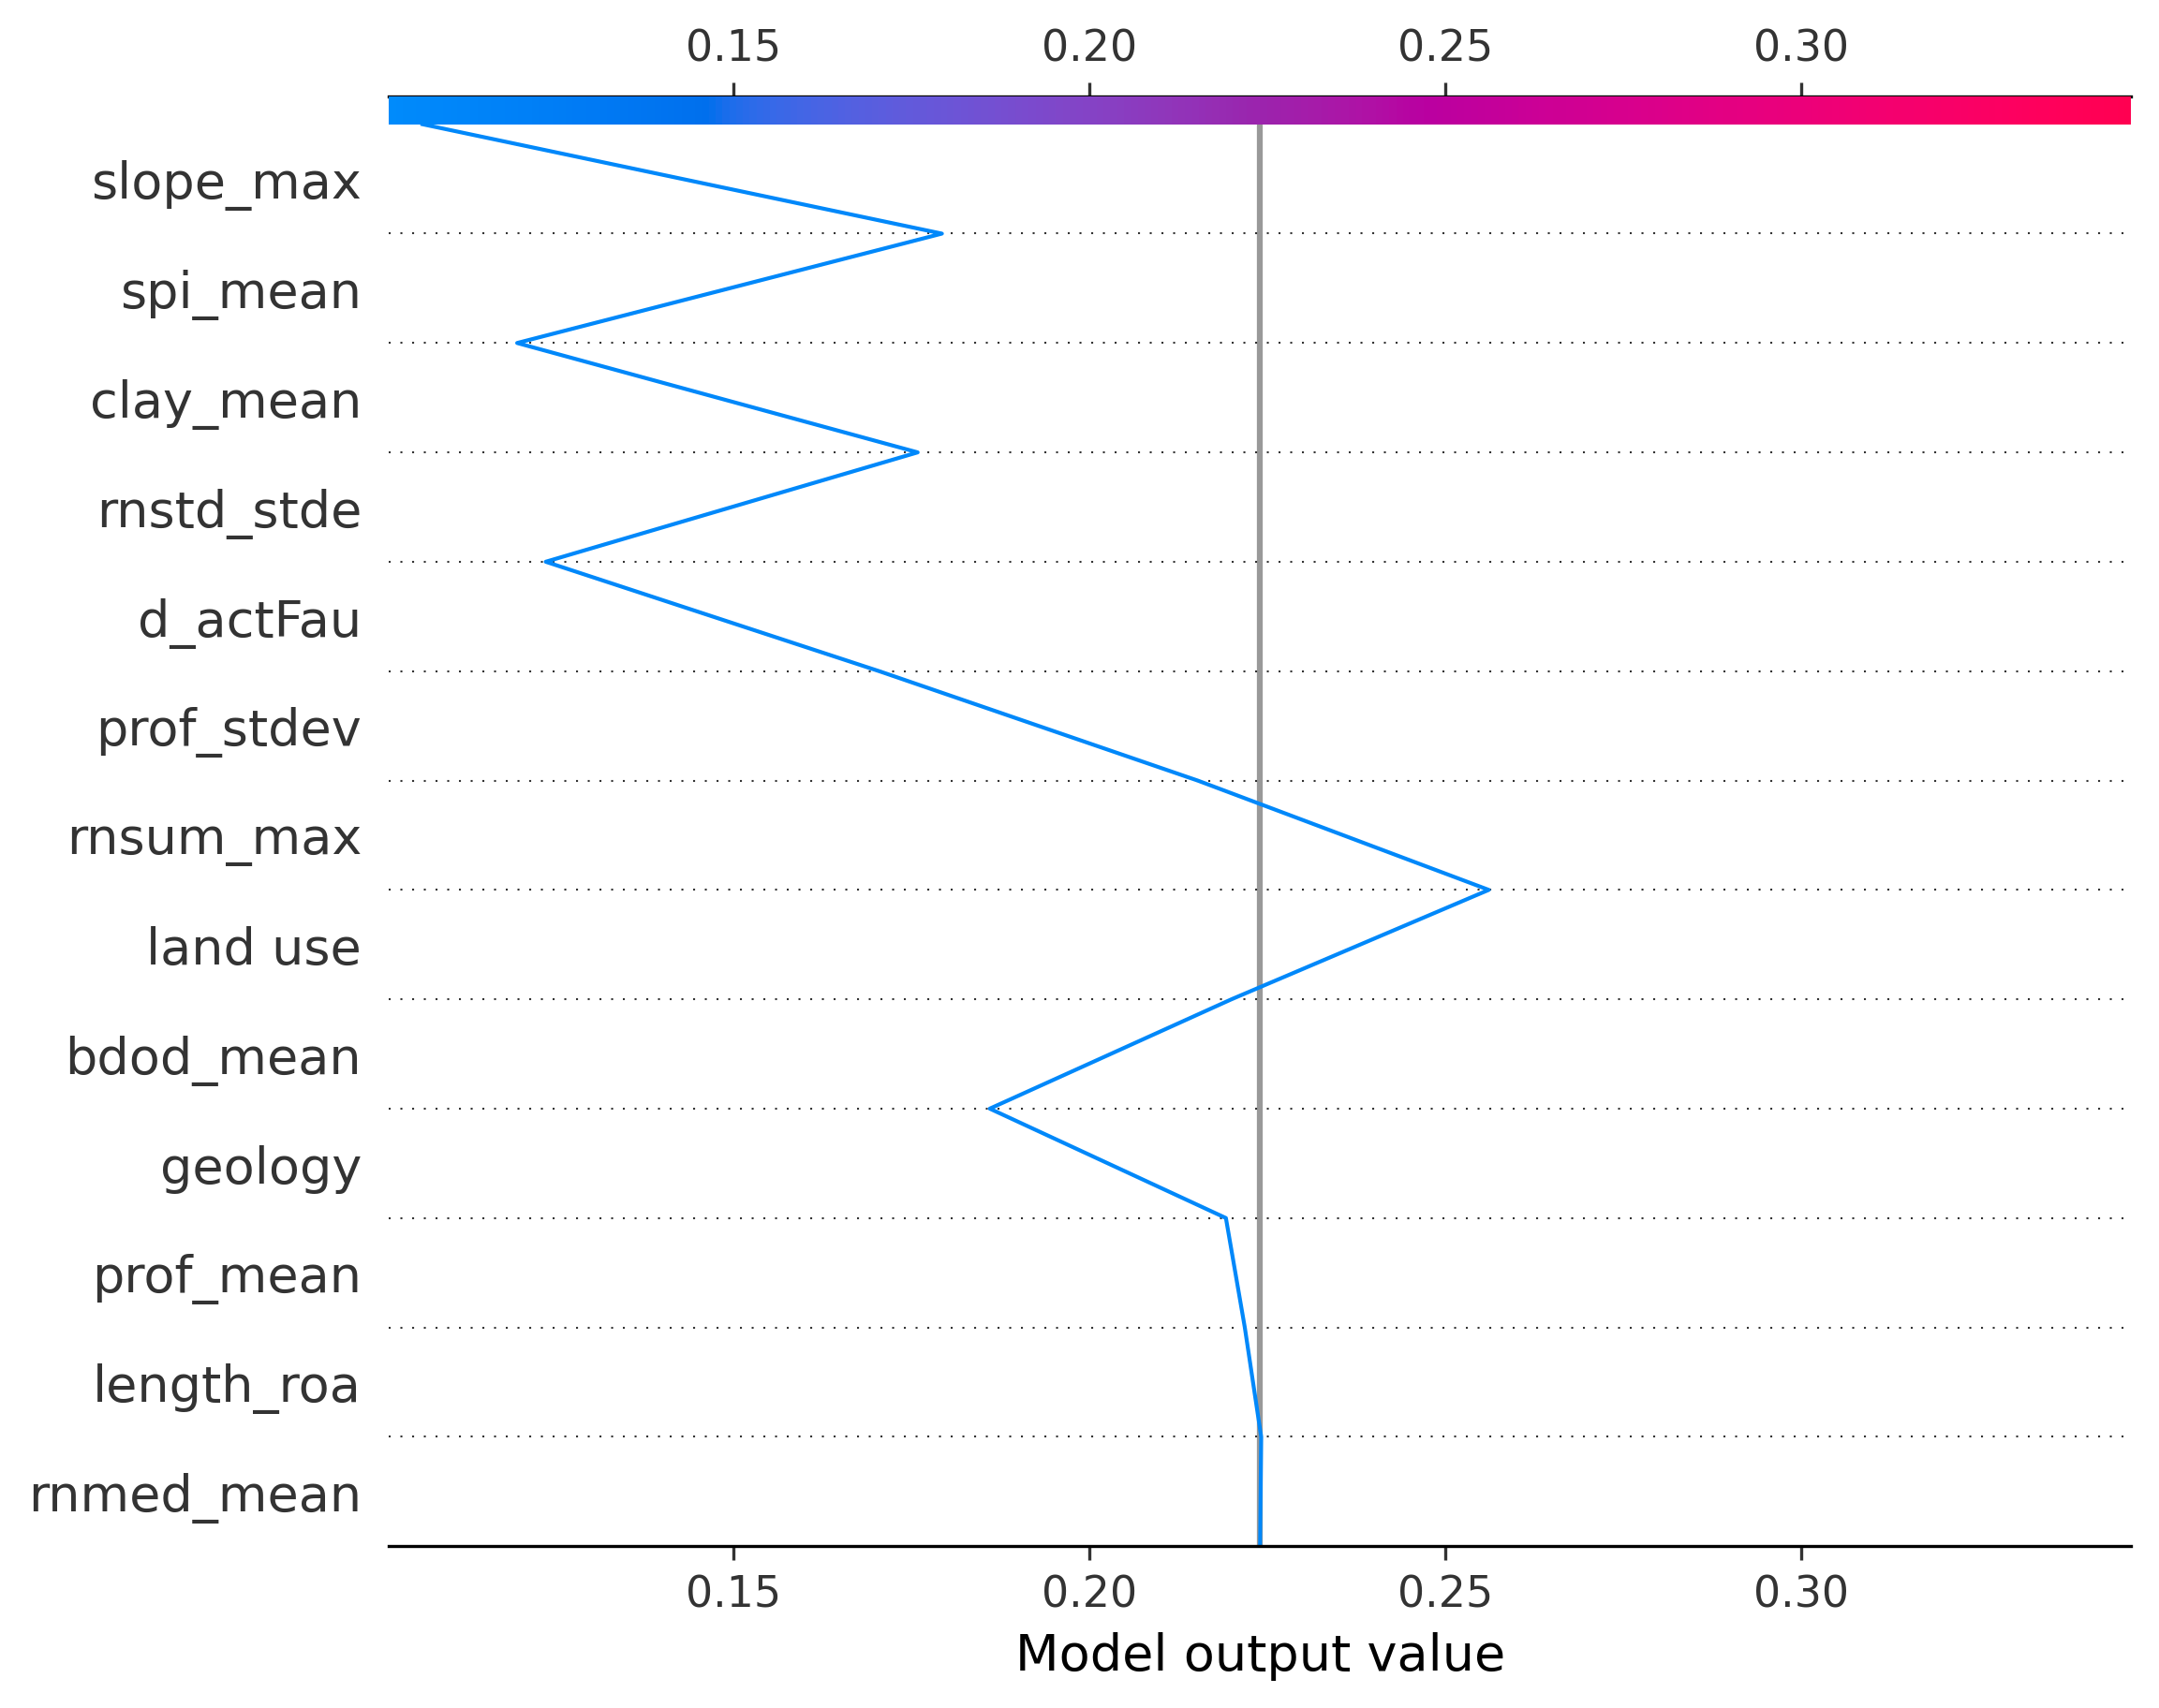 0.15 0.20 0.25 0.30
slope_max
spi_mean
clay_mean
rnstd_stde
d_actFau
prof_stdev
rnsum_max
land use
bdod_mean
geology
prof_mean
length_roa
rnmed_mean
0.15 0.20 0.25 0.30
Model output value